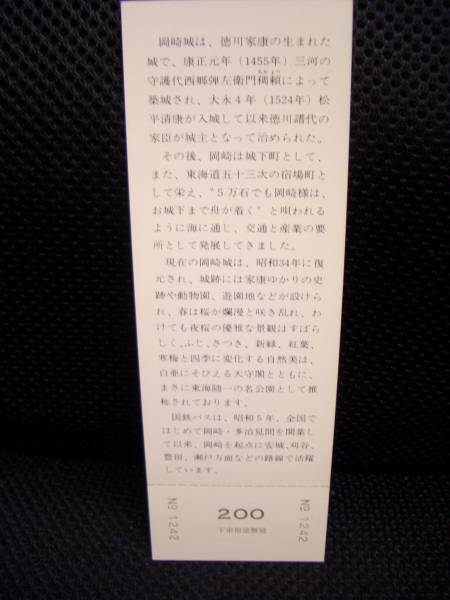 岡崎城は、徳川家康の生まれた
城で、康正元年（1455年）三河の
守護代西郷弾左衛門稠頼によって
築城され、大永4年（1524年）松
平清康が入城して以来徳川譜代の
家臣が城主となって治められた。
その後、岡崎は城下町として、
また、東海道五十三次の宿場町と
して栄え、“5万石でも岡崎様は、
お城下まで舟が着く”と唄われる
ように海に通じ、交通と産業の要
所として発展してきました。
現在の岡崎城は、昭和34年に復
元され、城跡には家康ゆかりの史
跡や動物園、遊園地などが設けら
れ、春は桜が爛漫と咲き乱れ、わ
けても夜桜の優雅な景観はすばら
しく、ふじ、さつき、新緑、紅葉、
寒梅と四季に変化する自然美は、
白亜にそびえる天守閣とともに、
まさに東海随一の名公園として推
称されております。
国鉄バスは、昭和5年、全国で
はじめて岡崎・多治見間を開業し
て以来、岡崎を起点に安城、刈谷、
豊田、瀬戸方面などの路線で活躍
しています。
№ 1242
200
下車前途無効
№ 1242